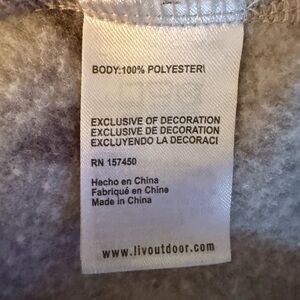 BODY:100% POLYESTER\
EXCLUSIVE OF DECORATION
EXCLUSIVE DE DECORATION
EXCLUYENDO LA DECORACI
RN 157450
Hecho en China
Fabriqué en Chine
Made in China
www.livoutdoor.com